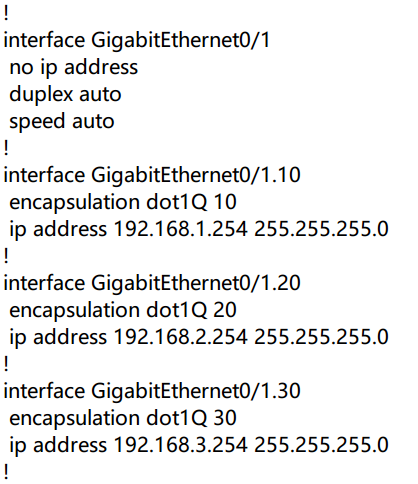 !
interface GigabitEthernet0/1
 no ip address
 duplex auto
 speed auto
!
interface GigabitEthernet0/1.10
 encapsulation dot1Q 10
 ip address 192.168.1.254 255.255.255.0
!
interface GigabitEthernet0/1.20
 encapsulation dot1Q 20
 ip address 192.168.2.254 255.255.255.0
!
interface GigabitEthernet0/1.30
 encapsulation dot1Q 30
 ip address 192.168.3.254 255.255.255.0
!